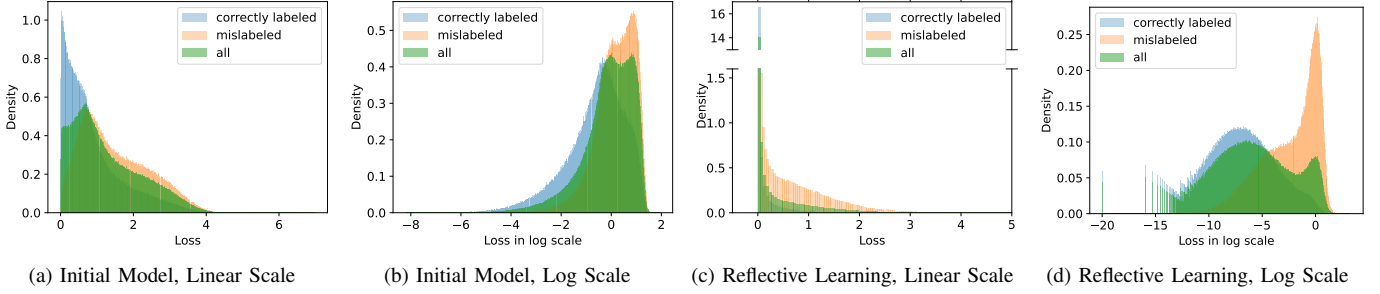 correctly labeled
mislabeled
all
1.0
0.8
0.6
0.4
0.2
0.0
Density
0 2 4 6
Loss
(a) Initial Model, Linear Scale
correctly labeled
mislabeled
all
0.5
0.4
0.3
0.2
0.1
0.0
Density
−8 −6 −4 −2 0 2
Loss in log scale
(b) Initial Model, Log Scale
correctly labeled
mislabeled
all
16
14
1.5
1.0
0.5
0.0
Density
0 1 2 3 4 5
Loss
(c) Reflective Learning, Linear Scale
correctly labeled
mislabeled
all
0.25
0.20
0.15
0.10
0.05
0.00
Density
−20 −15 −10 −5 0
Loss in log scale
(d) Reflective Learning, Log Scale